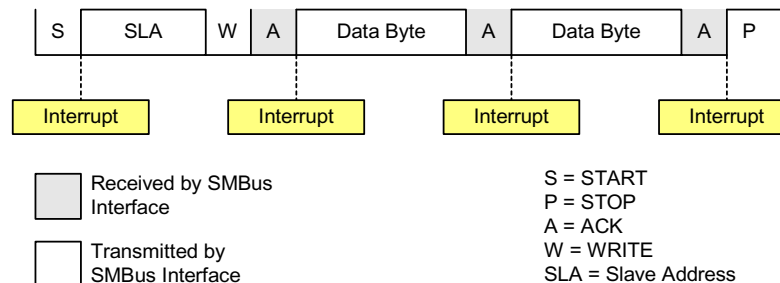 S SLA W A Data Byte A Data Byte A P
Interrupt Interrupt Interrupt Interrupt
Received by SMBus
Interface
Transmitted by
SMBus Interface
S = START
P = STOP
A = ACK
W = WRITE
SLA = Slave Address